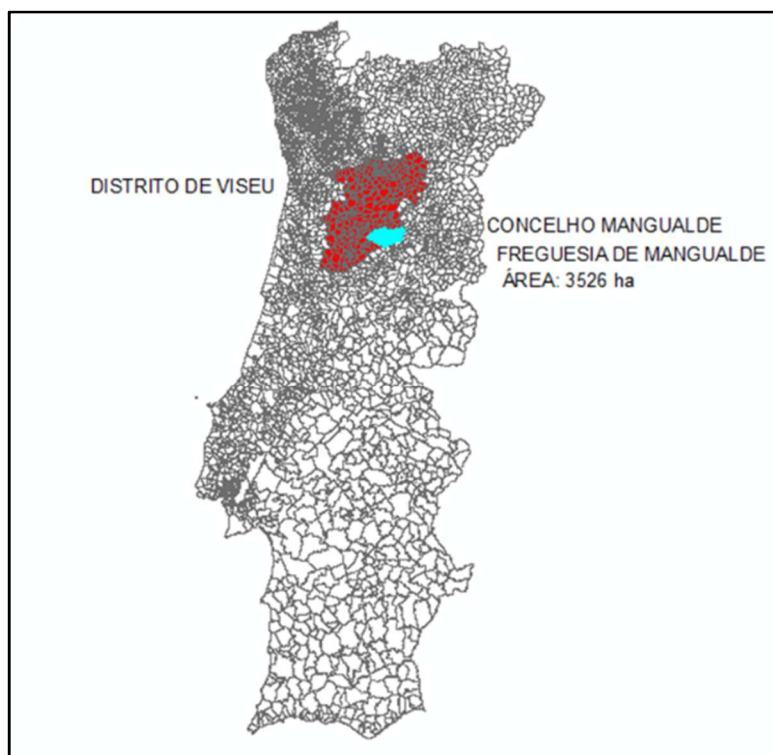 DISTRITO DE VISEU
CONCELHO MANGUALDE
FREGUESIA DE MANGUALDE
ÁREA: 3526 ha